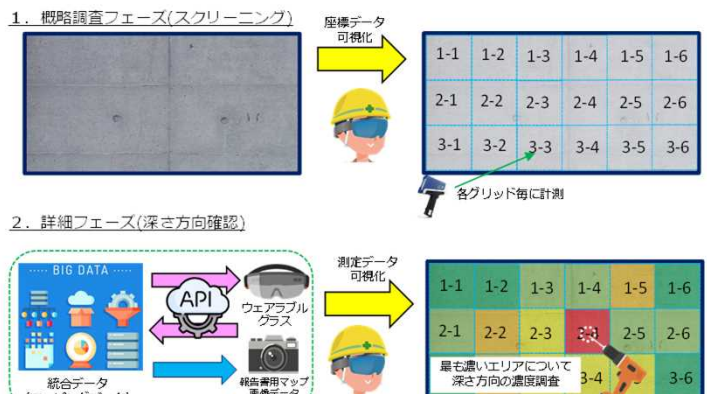 1. 概略調査フェーズ(スクリーニング)
座標データ
可視化
1-1 1-2 1-3 1-4 1-5 1-6
2-1 2-2 2-3 2-4 2-5 2-6
3-1 3-2 3-3 3-4 3-5 3-6
各グリッド毎に計測
2. 詳細フェーズ(深さ方向確認)
BIG DATA
API
ウェアラブル
グラス
統合データ
報告書用マップ
測定データ
可視化
1-1 1-2 1-3 1-4 1-5 1-6
2-1 2-2 2-3 2-5 2-6
最も濃いエリアについて
深さ方向の濃度調査
3-4 3-6